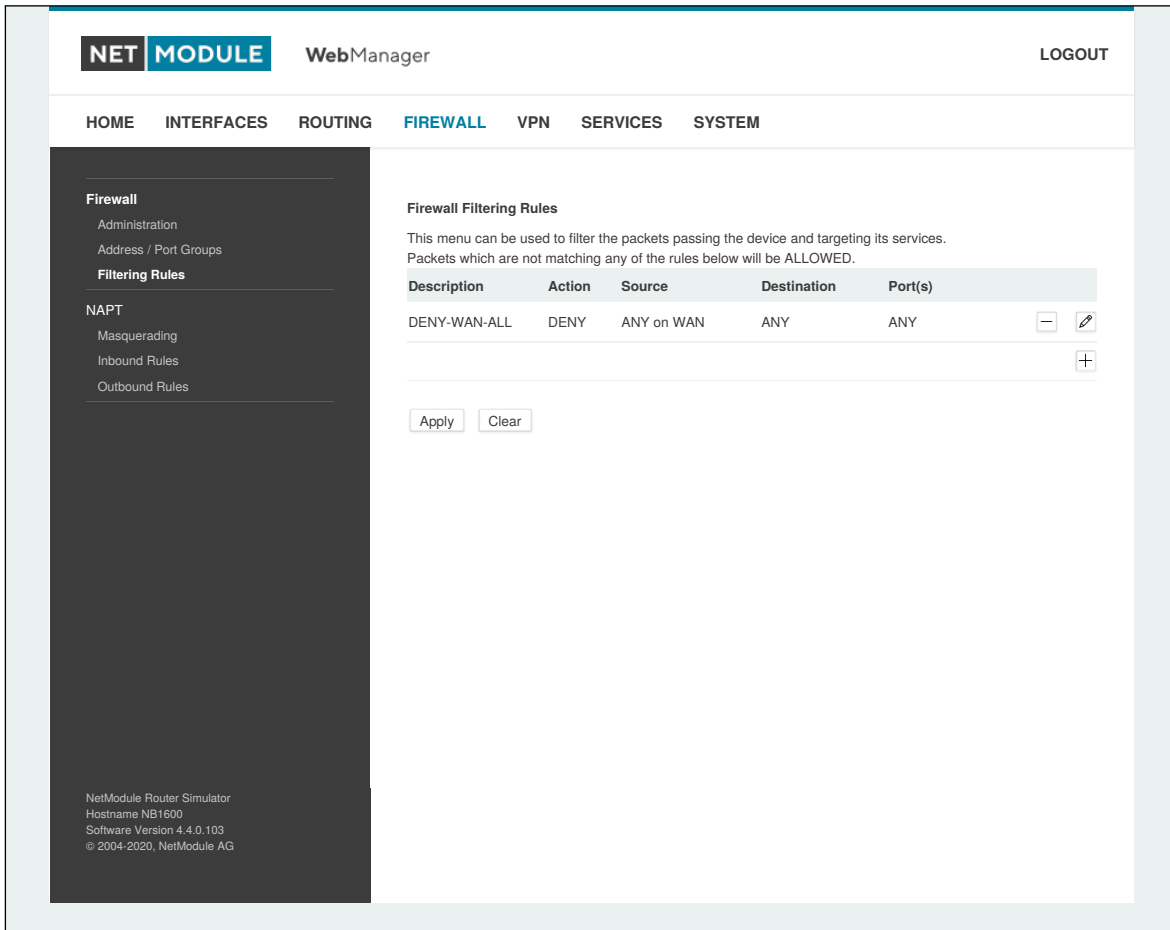 NET MODULE WebManager LOGOUT
HOME INTERFACES ROUTING FIREWALL VPN SERVICES SYSTEM
Firewall
Administration
Address / Port Groups
Filtering Rules
NAPT
Masquerading
Inbound Rules
Outbound Rules
Firewall Filtering Rules
This menu can be used to filter the packets passing the device and targeting its services.
Packets which are not matching any of the rules below will be ALLOWED.
Description Action Source Destination Port(s)
DENY-WAN-ALL DENY ANY on WAN ANY ANY
Apply Clear
NetModule Router Simulator
Hostname NB1600
Software Version 4.4.0.103
© 2004-2020, NetModule AG